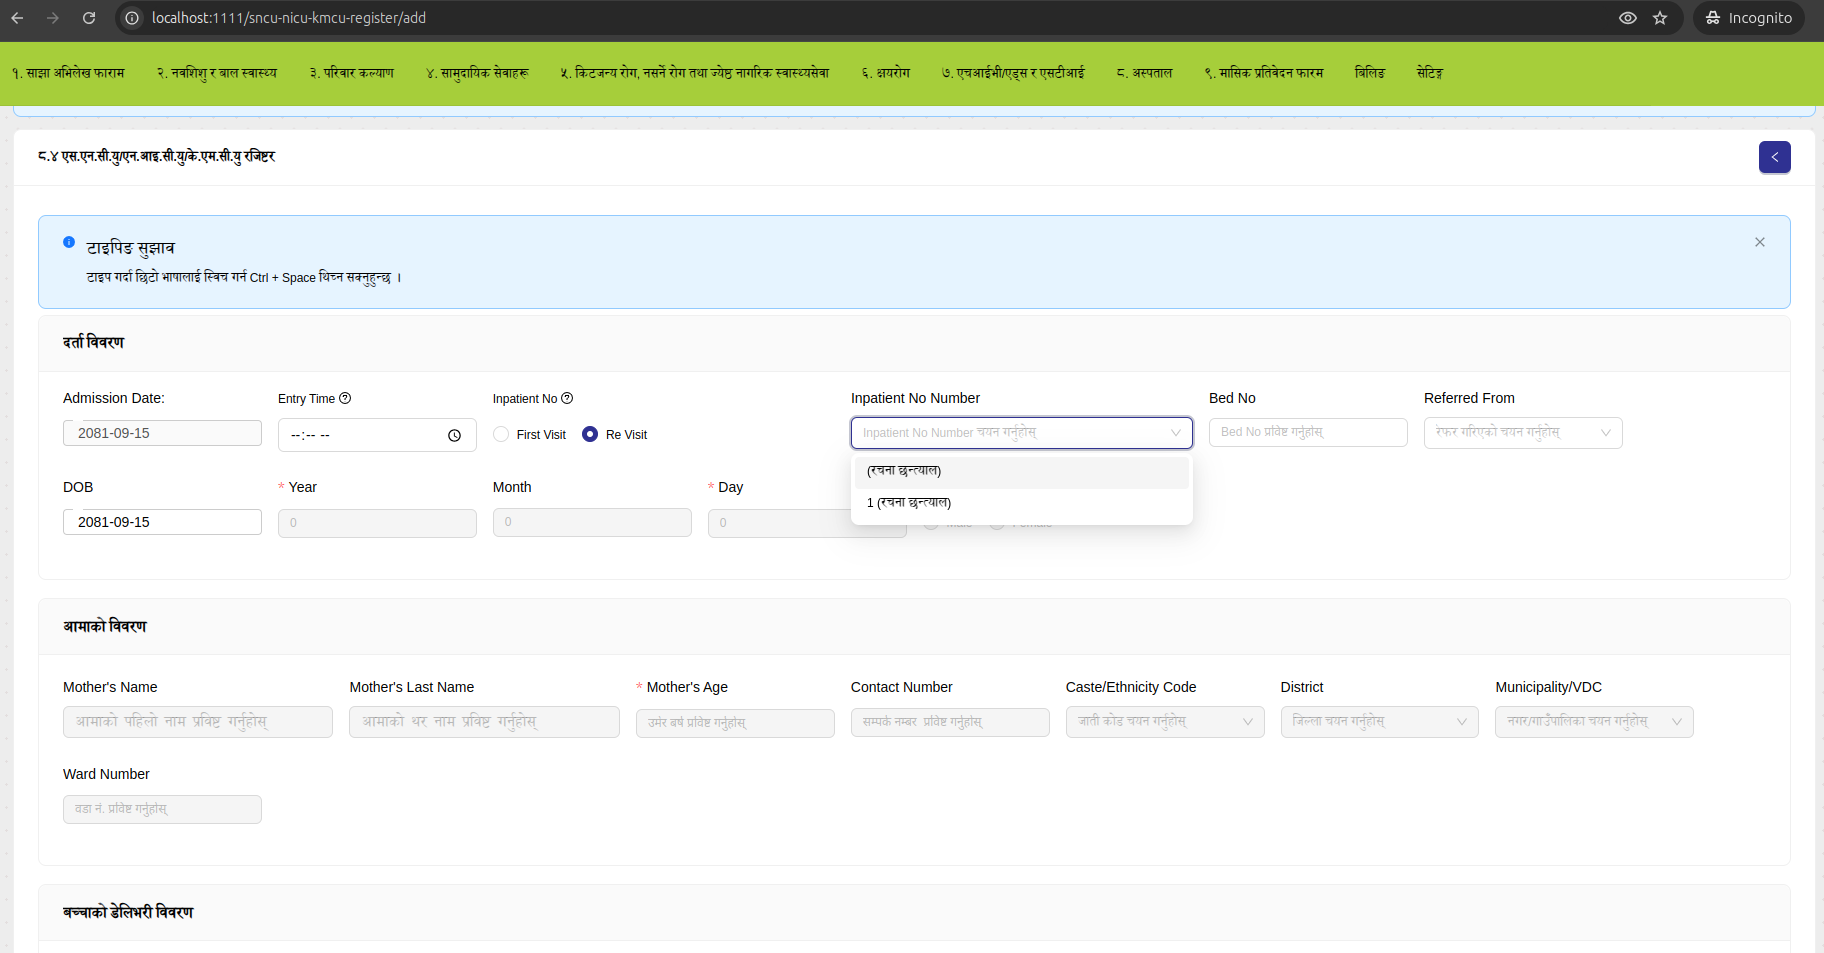 localhost:1111/sncu-nicu-kmcu-register/add
Incognito
१. साझा अभिलेख फाराम २. नवशिशु र बाल स्वास्थ्य ३. परिवार कल्याण ४. सामुदायिक सेवाहरू ५. किटजन्य रोग, नसर्ने रोग तथा ज्येष्ठ नागरिक स्वास्थ्यसेवा ६. क्षयरोग ७. एचआईभी/एड्स र एसटीआई ८. अस्पताल ९. मासिक प्रतिवेदन फारम बिलिङ सेटिङ्ग
८.४ एस.एन.सी.यु/एन.आइ.सी.यु/के.एम.सी.यु रजिष्टर
टाइपिङ सुझाव
टाइप गर्दा छिटो भाषालाई स्विच गर्न Ctrl + Space थिच्न सक्नुहुन्छ ।
दर्ता विवरण
Admission Date: Entry Time Inpatient No Inpatient No Number Bed No Referred From
2081-09-15 --:-- -- First Visit Re Visit Inpatient No Number चयन गर्नुहोस् Bed No प्रविष्ट गर्नुहोस् रेफर गरिएको चयन गर्नुहोस्
(रचना छन्त्याल)
1 (रचना छन्त्याल)
DOB * Year Month * Day
2081-09-15 0 0 0 Male Female
आमाको विवरण
Mother's Name Mother's Last Name * Mother's Age Contact Number Caste/Ethnicity Code District Municipality/VDC
आमाको पहिलो नाम प्रविष्ट गर्नुहोस् आमाको थर नाम प्रविष्ट गर्नुहोस् उमेर बर्ष प्रविष्ट गर्नुहोस् सम्पर्क नम्बर प्रविष्ट गर्नुहोस् जाती कोड चयन गर्नुहोस् जिल्ला चयन गर्नुहोस् नगर/गाउँपालिका चयन गर्नुहोस्
Ward Number
वडा नं. प्रविष्ट गर्नुहोस्
बच्चाको डेलिभरी विवरण